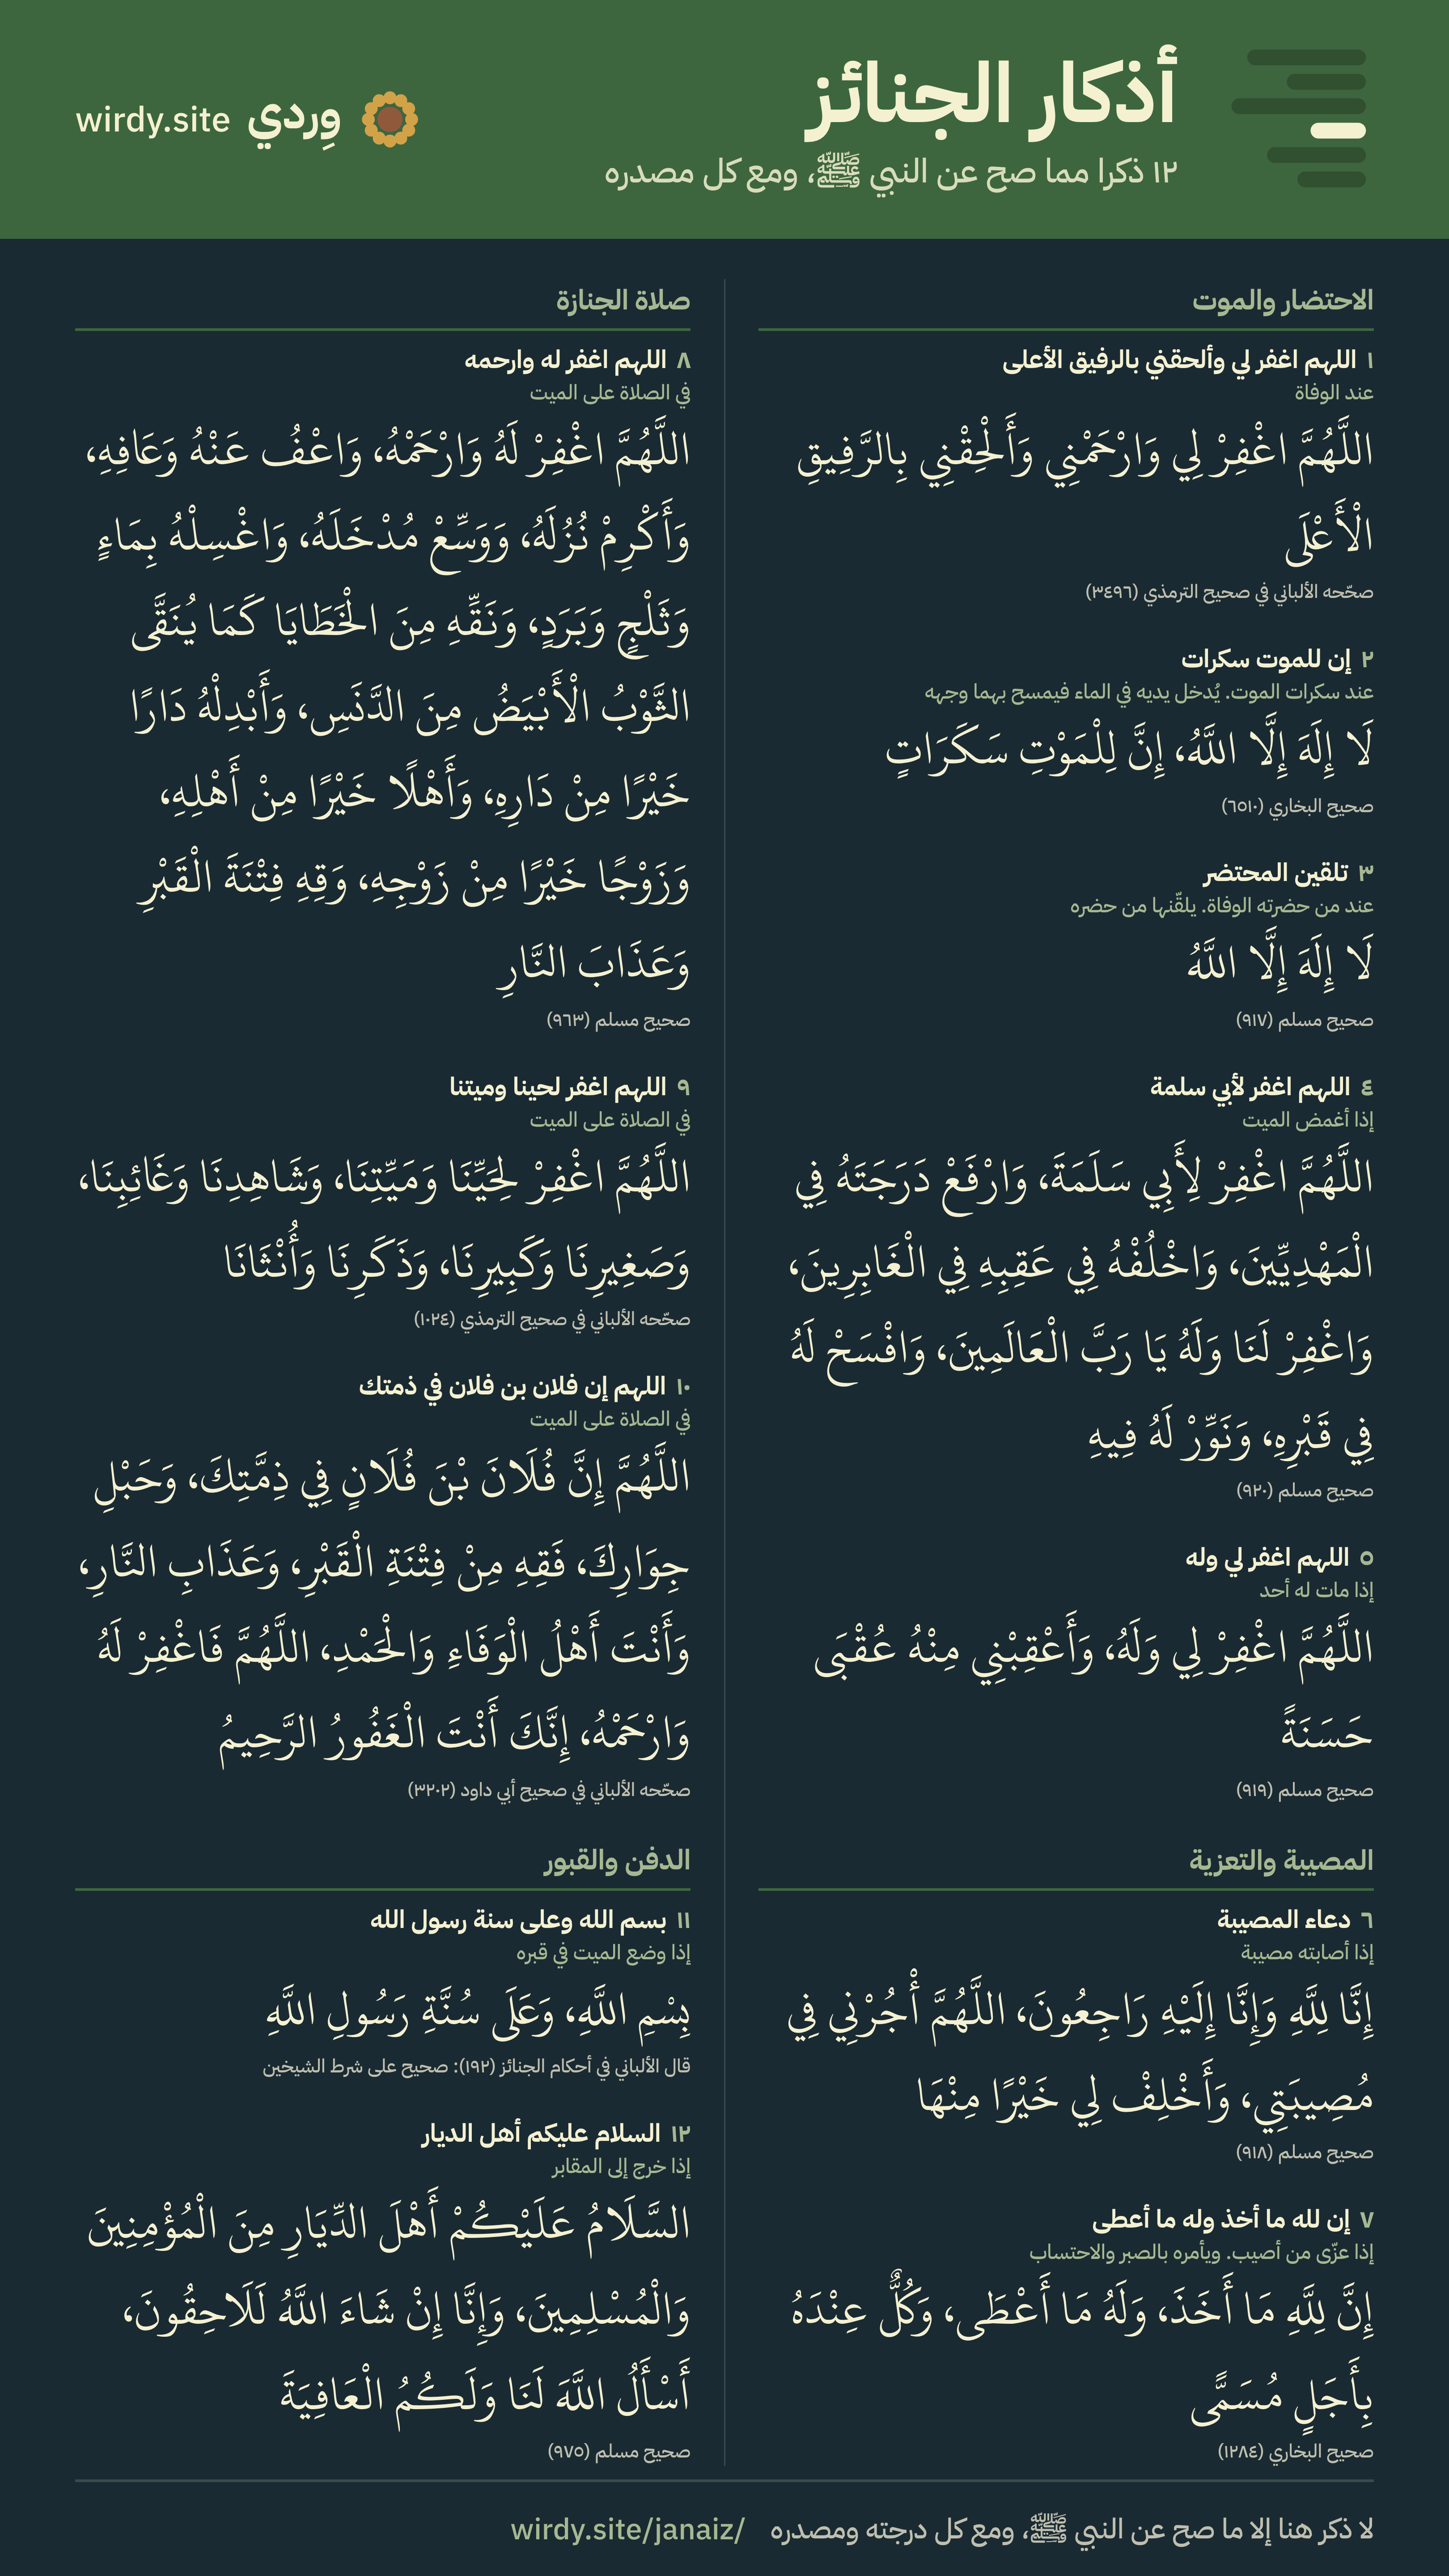 أذكار الجنائز
١٢ ذكرا مما صح عن النبي ﷺ، ومع كل مصدره
وِردي wirdy.site
الاحتضار والموت
١ اللهم اغفر لي وألحقني بالرفيق الأعلى
عند الوفاة
اللَّهُمَّ اغْفِرْ لِي وَارْحَمْنِي وَأَلْحِقْنِي بِالرَّفِيقِ
الْأَعْلَى
صحّحه الألباني في صحيح الترمذي (٣٤٩٦)
٢ إن للموت سكرات
عند سكرات الموت. يُدخل يديه في الماء فيمسح بهما وجهه
لَا إِلَهَ إِلَّا اللَّهُ، إِنَّ لِلْمَوْتِ سَكَرَاتٍ
صحيح البخاري (٦٥١٠)
٣ تلقين المحتضر
عند من حضرته الوفاة. يلقّنها من حضره
لَا إِلَهَ إِلَّا اللَّهُ
صحيح مسلم (٩١٧)
٤ اللهم اغفر لأبي سلمة
إذا أغمض الميت
اللَّهُمَّ اغْفِرْ لِأَبِي سَلَمَةَ، وَارْفَعْ دَرَجَتَهُ فِي
الْمَهْدِيِّينَ، وَاخْلُفْهُ فِي عَقِبِهِ فِي الْغَابِرِينَ،
وَاغْفِرْ لَنَا وَلَهُ يَا رَبَّ الْعَالَمِينَ، وَافْسَحْ لَهُ
فِي قَبْرِهِ، وَنَوِّرْ لَهُ فِيهِ
صحيح مسلم (٩٢٠)
٥ اللهم اغفر لي وله
إذا مات له أحد
اللَّهُمَّ اغْفِرْ لِي وَلَهُ، وَأَعْقِبْنِي مِنْهُ عُقْبَى
حَسَنَةً
صحيح مسلم (٩١٩)
المصيبة والتعزية
٦ دعاء المصيبة
إذا أصابته مصيبة
إِنَّا لِلَّهِ وَإِنَّا إِلَيْهِ رَاجِعُونَ، اللَّهُمَّ أْجُرْنِي فِي
مُصِيبَتِي، وَأَخْلِفْ لِي خَيْرًا مِنْهَا
صحيح مسلم (٩١٨)
٧ إن لله ما أخذ وله ما أعطى
إذا عزّى من أصيب. ويأمره بالصبر والاحتساب
إِنَّ لِلَّهِ مَا أَخَذَ، وَلَهُ مَا أَعْطَى، وَكُلٌّ عِنْدَهُ
بِأَجَلٍ مُسَمًّى
صحيح البخاري (١٢٨٤)
صلاة الجنازة
٨ اللهم اغفر له وارحمه
في الصلاة على الميت
اللَّهُمَّ اغْفِرْ لَهُ وَارْحَمْهُ، وَاعْفُ عَنْهُ وَعَافِهِ،
وَأَكْرِمْ نُزُلَهُ، وَوَسِّعْ مُدْخَلَهُ، وَاغْسِلْهُ بِمَاءٍ
وَثَلْجٍ وَبَرَدٍ، وَنَقِّهِ مِنَ الْخَطَايَا كَمَا يُنَقَّى
الثَّوْبُ الْأَبْيَضُ مِنَ الدَّنَسِ، وَأَبْدِلْهُ دَارًا
خَيْرًا مِنْ دَارِهِ، وَأَهْلًا خَيْرًا مِنْ أَهْلِهِ،
وَزَوْجًا خَيْرًا مِنْ زَوْجِهِ، وَقِهِ فِتْنَةَ الْقَبْرِ
وَعَذَابَ النَّارِ
صحيح مسلم (٩٦٣)
٩ اللهم اغفر لحينا وميتنا
في الصلاة على الميت
اللَّهُمَّ اغْفِرْ لِحَيِّنَا وَمَيِّتِنَا، وَشَاهِدِنَا وَغَائِبِنَا،
وَصَغِيرِنَا وَكَبِيرِنَا، وَذَكَرِنَا وَأُنْثَانَا
صحّحه الألباني في صحيح الترمذي (١٠٢٤)
١٠ اللهم إن فلان بن فلان في ذمتك
في الصلاة على الميت
اللَّهُمَّ إِنَّ فُلَانَ بْنَ فُلَانٍ فِي ذِمَّتِكَ، وَحَبْلِ
جِوَارِكَ، فَقِهِ مِنْ فِتْنَةِ الْقَبْرِ، وَعَذَابِ النَّارِ،
وَأَنْتَ أَهْلُ الْوَفَاءِ وَالْحَمْدِ، اللَّهُمَّ فَاغْفِرْ لَهُ
وَارْحَمْهُ، إِنَّكَ أَنْتَ الْغَفُورُ الرَّحِيمُ
صحّحه الألباني في صحيح أبي داود (٣٢٠٢)
الدفن والقبور
١١ بسم الله وعلى سنة رسول الله
إذا وضع الميت في قبره
بِسْمِ اللَّهِ، وَعَلَى سُنَّةِ رَسُولِ اللَّهِ
قال الألباني في أحكام الجنائز (١٩٢): صحيح على شرط الشيخين
١٢ السلام عليكم أهل الديار
إذا خرج إلى المقابر
السَّلَامُ عَلَيْكُمْ أَهْلَ الدِّيَارِ مِنَ الْمُؤْمِنِينَ
وَالْمُسْلِمِينَ، وَإِنَّا إِنْ شَاءَ اللَّهُ لَلَاحِقُونَ،
أَسْأَلُ اللَّهَ لَنَا وَلَكُمُ الْعَافِيَةَ
صحيح مسلم (٩٧٥)
لا ذكر هنا إلا ما صح عن النبي ﷺ، ومع كل درجته ومصدره wirdy.site/janaiz/